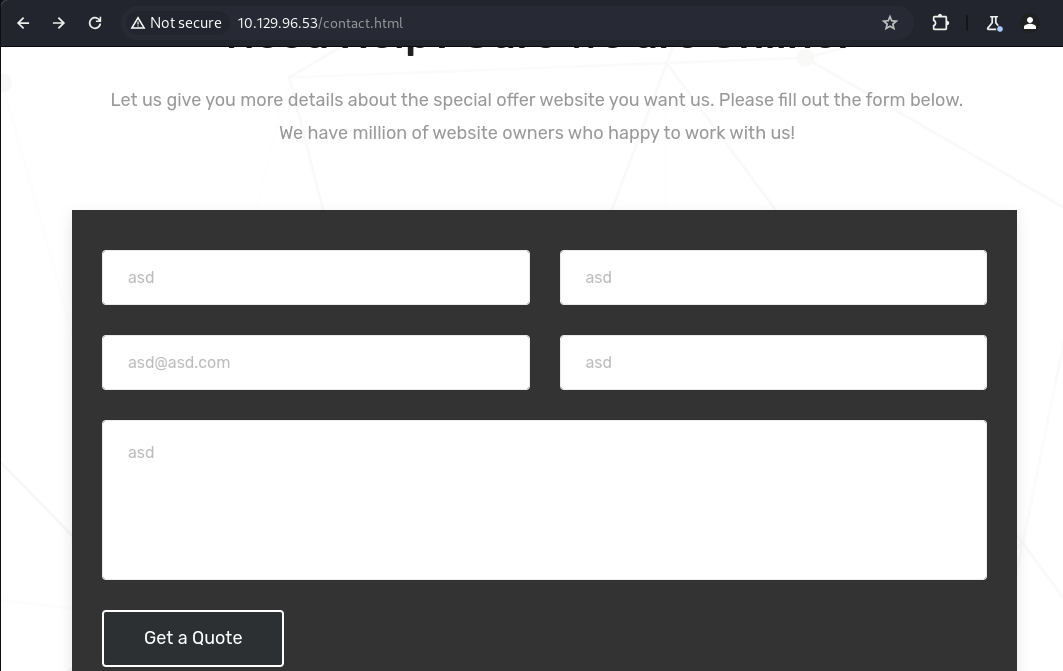 Not secure 10.129.96.53/contact.html
Let us give you more details about the special offer website you want us. Please fill out the form below.
We have million of website owners who happy to work with us!
asd asd
asd@asd.com asd
asd
Get a Quote